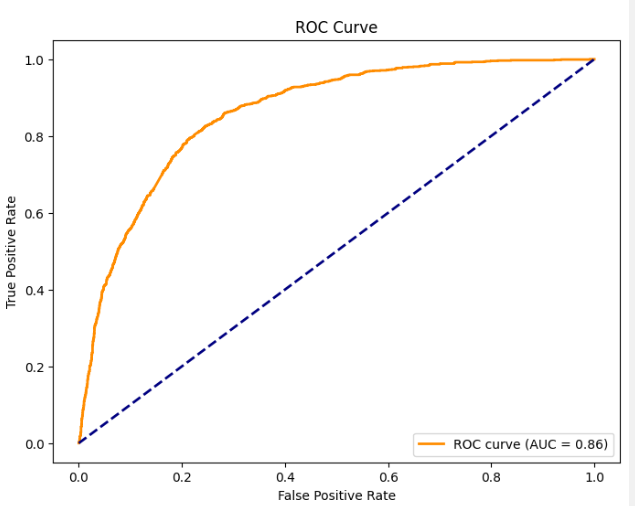 ROC Curve
1.0
0.8
0.6
0.4
0.2
0.0
True Positive Rate
ROC curve (AUC = 0.86)
0.0 0.2 0.4 0.6 0.8 1.0
False Positive Rate